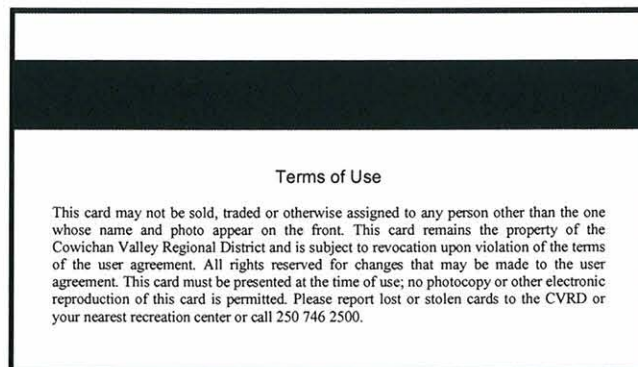 Terms of Use
This card may not be sold, traded or otherwise assigned to any person other than the one
whose name and photo appear on the front. This card remains the property of the
Cowichan Valley Regional District and is subject to revocation upon violation of the terms
of the user agreement. All rights reserved for changes that may be made to the user
agreement. This card must be presented at the time of use; no photocopy or other electronic
reproduction of this card is permitted. Please report lost or stolen cards to the CVRD or
your nearest recreation center or call 250 746 2500.